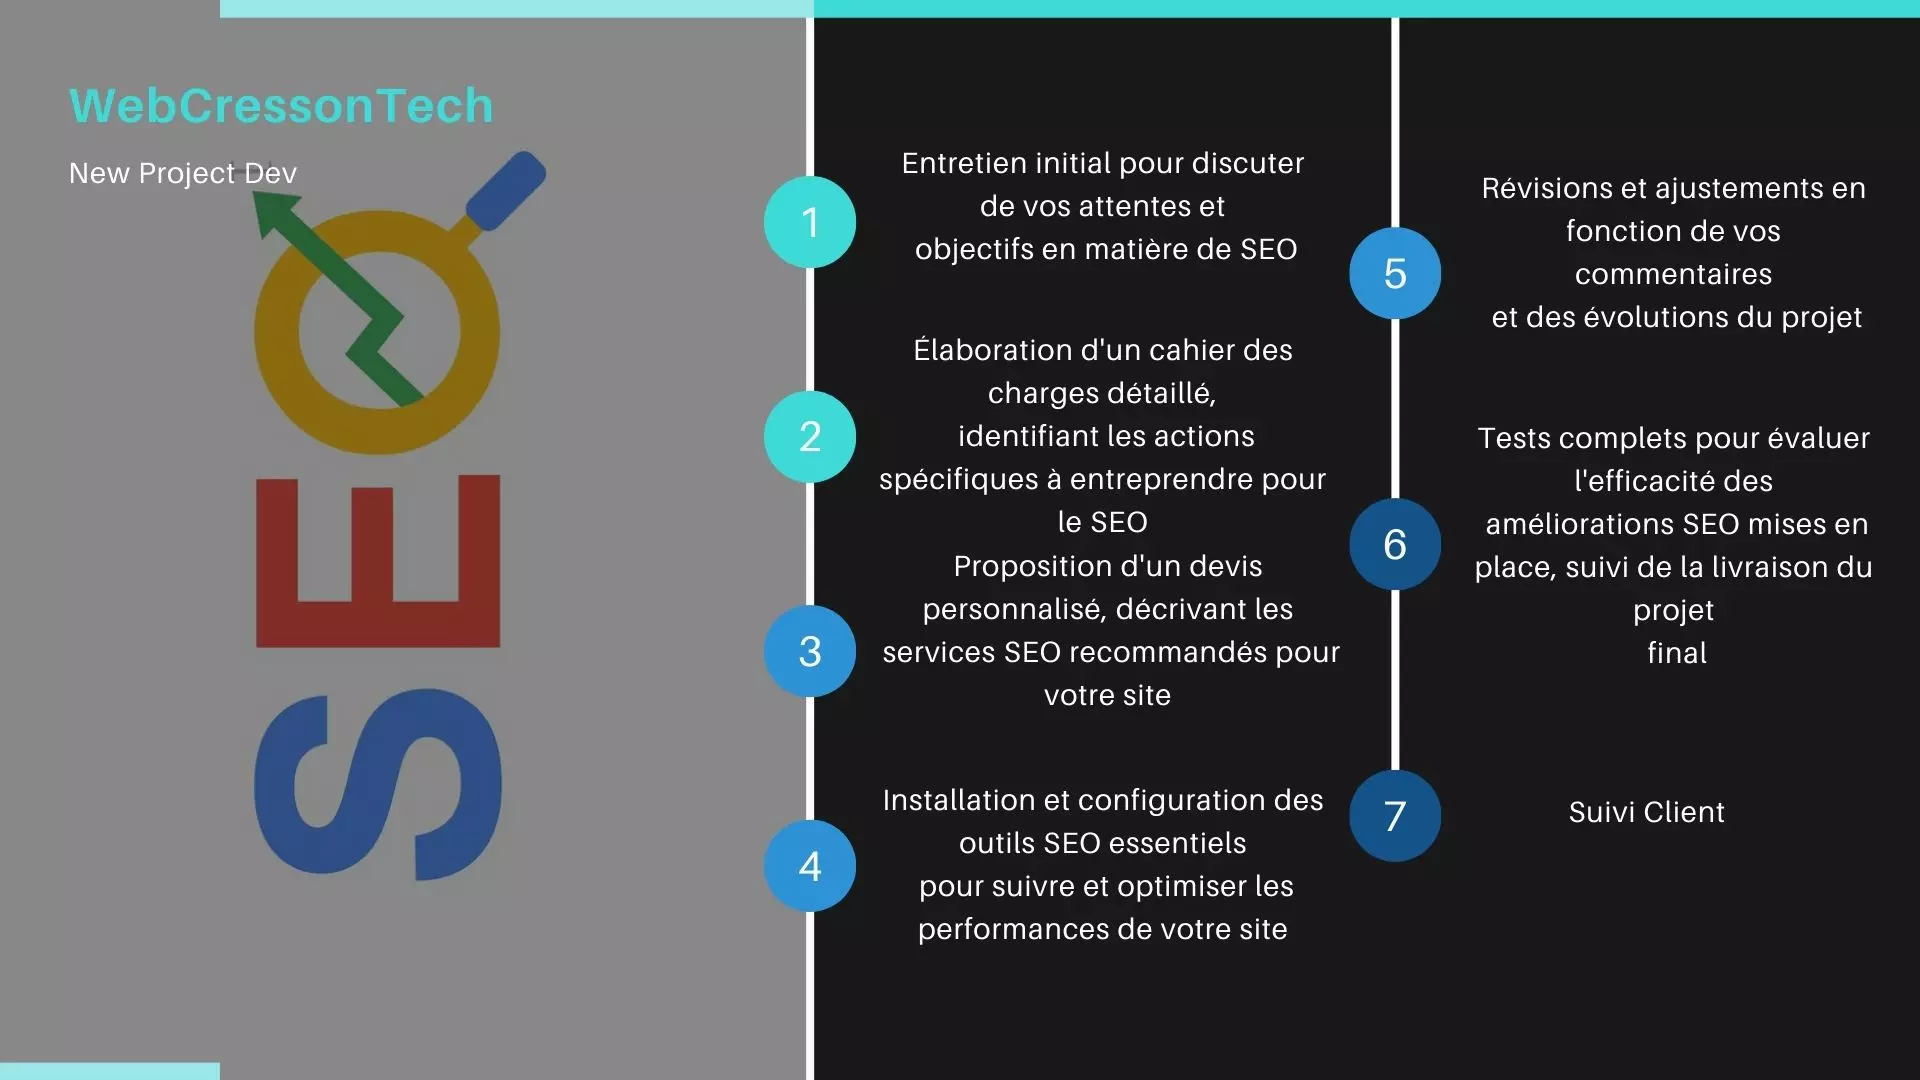 WebCressonTech
New Project Dev
SEO
1
Entretien initial pour discuter
de vos attentes et
objectifs en matière de SEO
2
Élaboration d'un cahier des
charges détaillé,
identifiant les actions
spécifiques à entreprendre pour
le SEO
3
Proposition d'un devis
personnalisé, décrivant les
services SEO recommandés pour
votre site
4
Installation et configuration des
outils SEO essentiels
pour suivre et optimiser les
performances de votre site
5
Révisions et ajustements en
fonction de vos
commentaires
et des évolutions du projet
6
Tests complets pour évaluer
l'efficacité des
améliorations SEO mises en
place, suivi de la livraison du
projet
final
7
Suivi Client